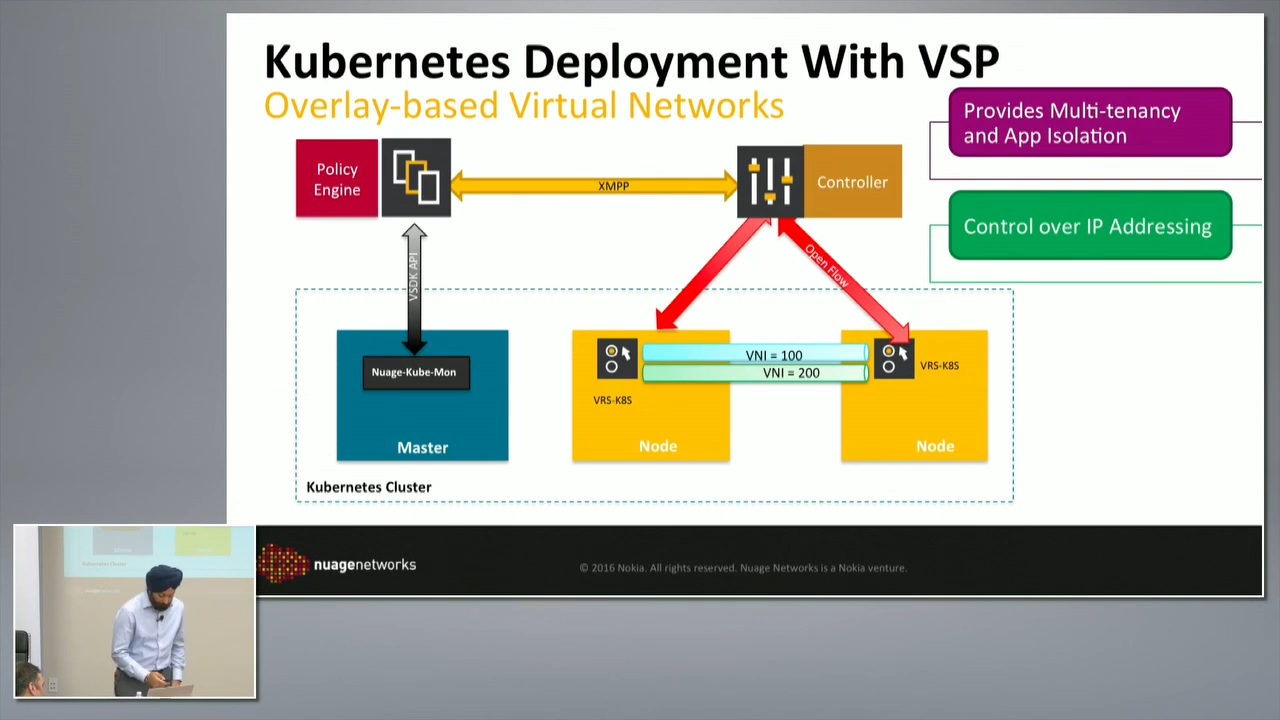 Kubernetes Deployment With VSP
Overlay-based Virtual Networks
Provides Multi-tenancy
and App Isolation
Control over IP Addressing
Policy
Engine
XMPP
Controller
VSDK API
Open Flow
Nuage-Kube-Mon
Master
VNI = 100
VNI = 200
VRS-K8S
VRS-K8S
Node
Node
Kubernetes Cluster
nuagenetworks
© 2016 Nokia. All rights reserved. Nuage Networks is a Nokia venture.